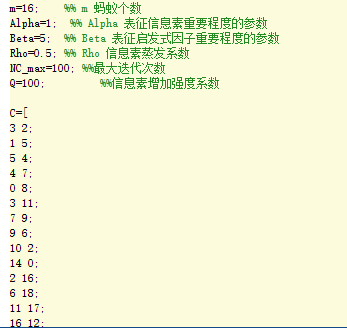 m=16;    %% m 蚂蚁个数
Alpha=1;  %% Alpha 表征信息素重要程度的参数
Beta=5;  %% Beta 表征启发式因子重要程度的参数
Rho=0.5; %% Rho 信息素蒸发系数
NC_max=100; %%最大迭代次数
Q=100;         %%信息素增加强度系数
C=[
3 2;
1 5;
5 4;
4 7;
0 8;
3 11;
7 9;
9 6;
10 2;
14 0;
2 16;
6 18;
11 17;
16 12;